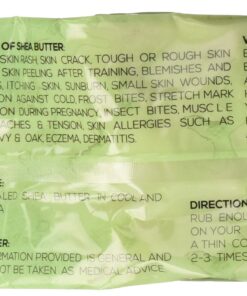 OF SHEA BUTTER
SKIN RASH, SKIN CRACK, TOUGH OR ROUGH SKIN
SKIN PEELING AFTER TRAINING, BLEMISHES AND
ITCHING SKIN, SUNBURN, SMALL SKIN WOUNDS,
AGAINST COLD, FROST BITES, STRETCH MARK
DURING PREGNANCY, INSECT BITES, MUSCLE
& TENSION, SKIN ALLERGIES SUCH AS
& OAK, ECZEMA, DERMATITIS.
SHEA BUTTER IN COOL AND
DIRECTION
RUB
ON YOUR
A THIN
2-3 TIMES
INFORMATION PROVIDED IS GENERAL AND
NOT BE TAKEN AS MEDICAL ADVICE.